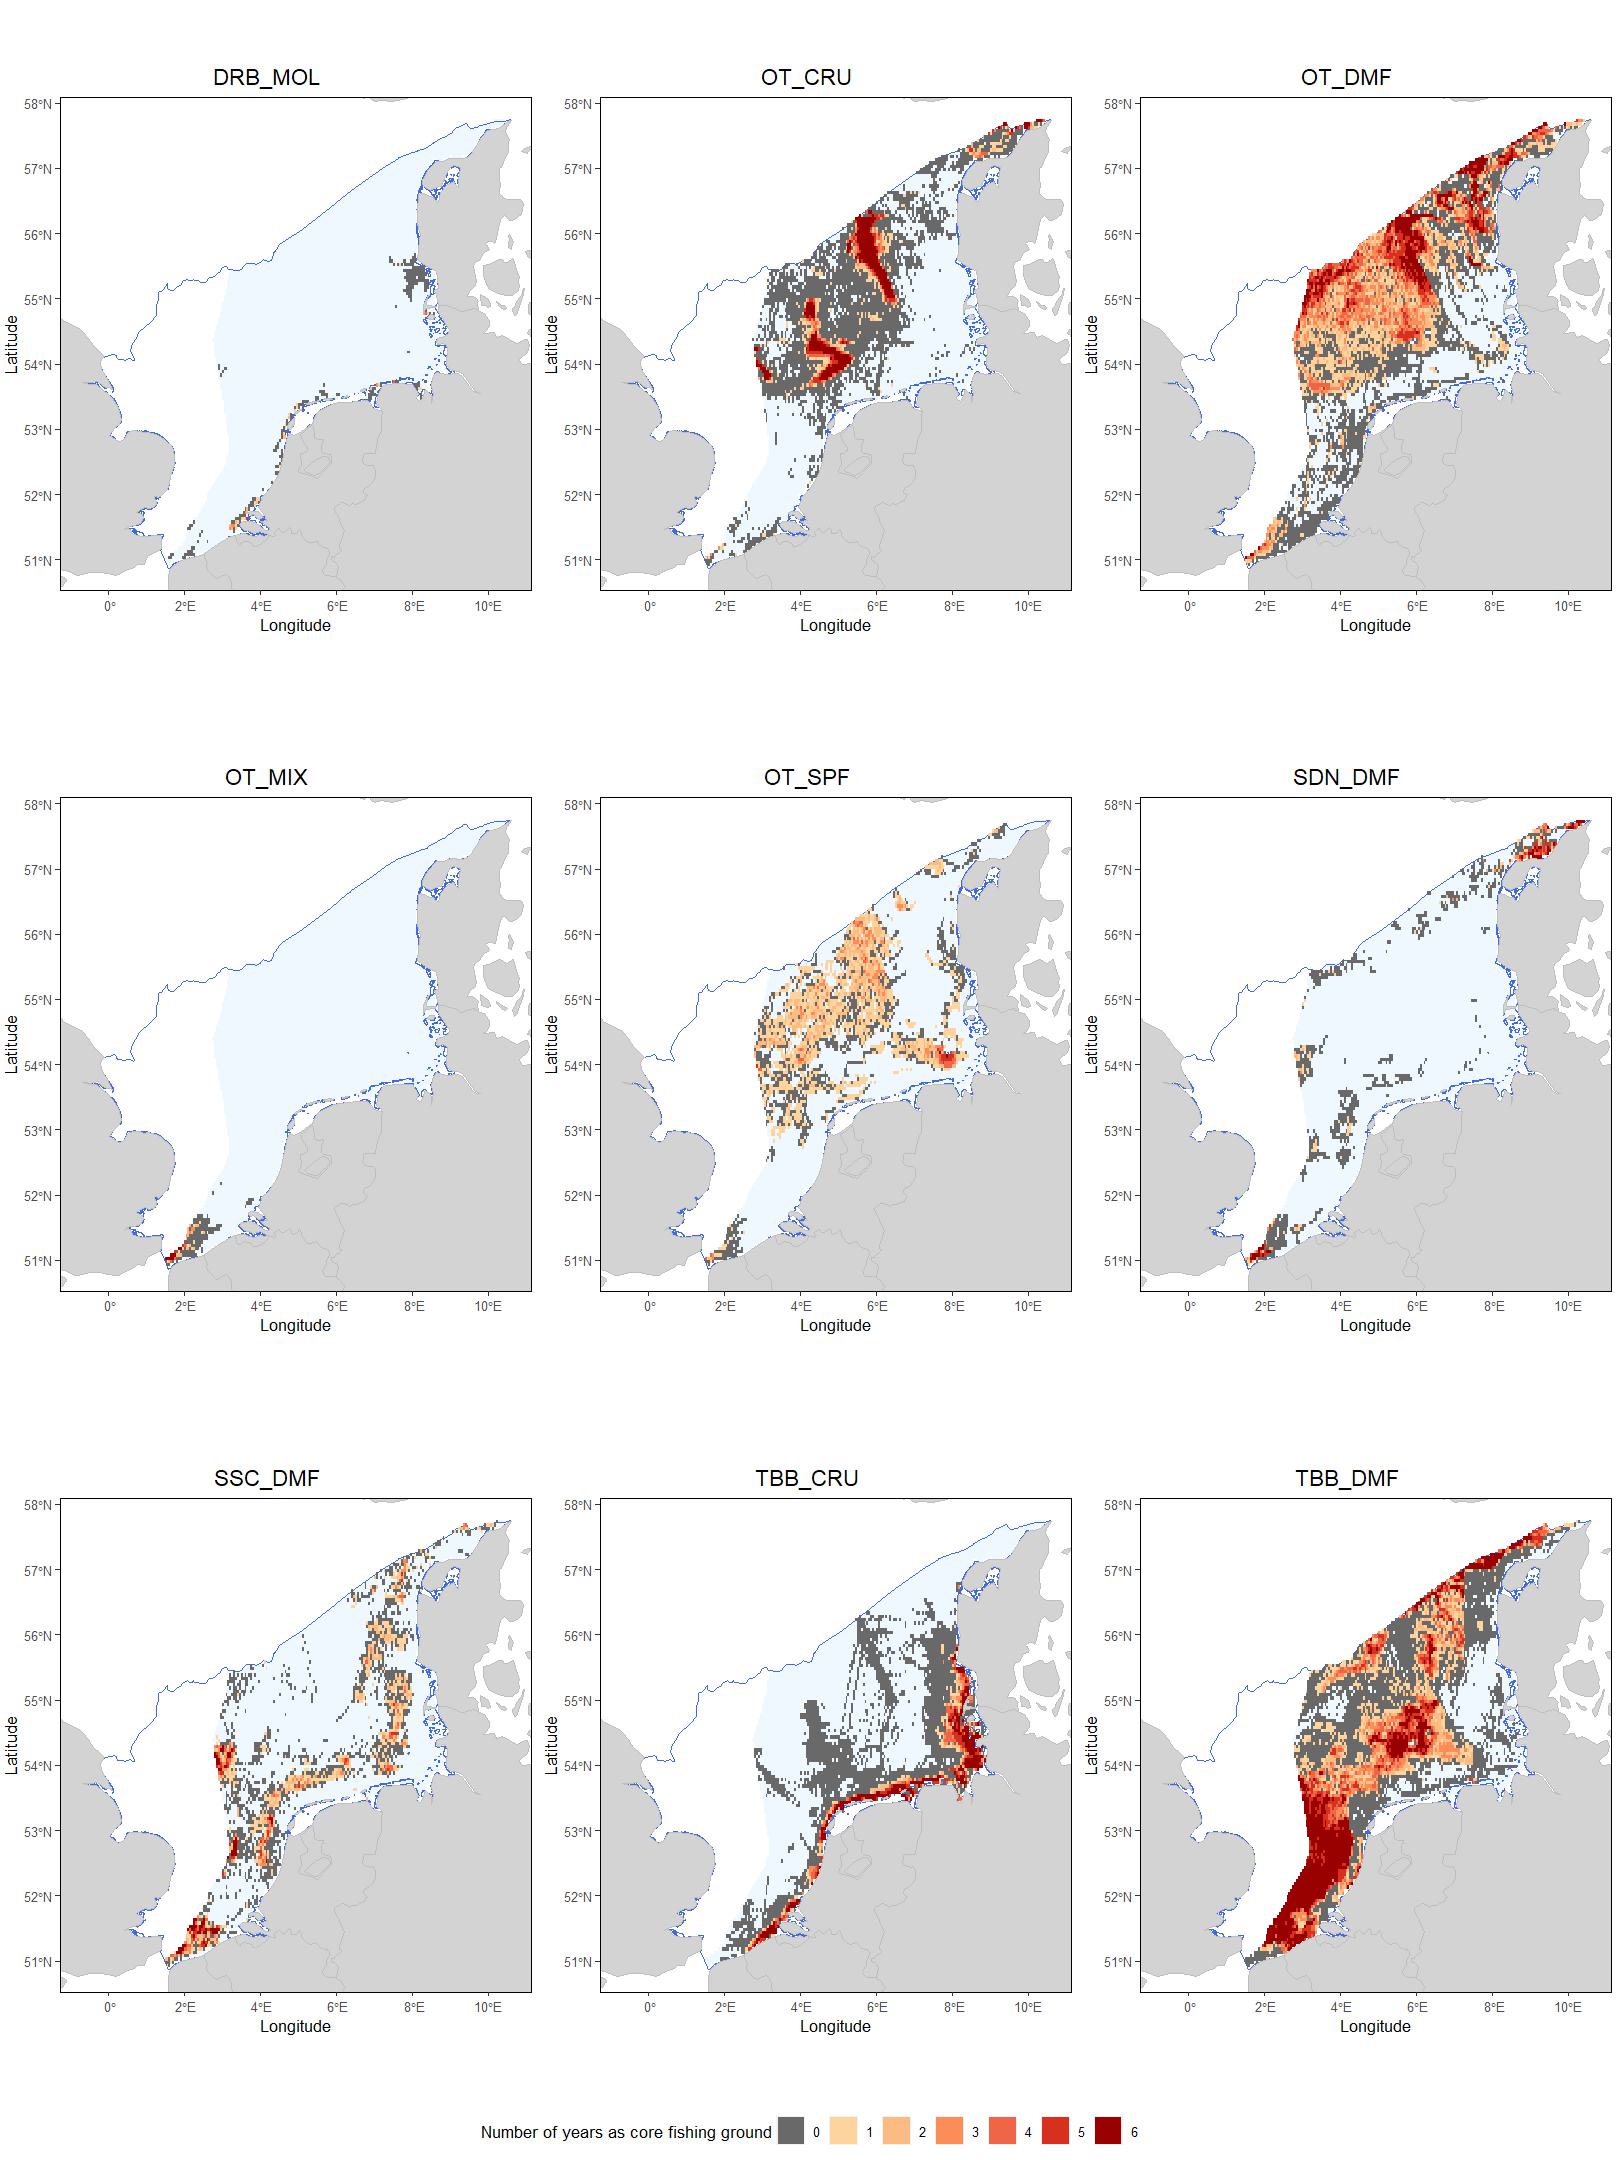 DRB_MOL OT_CRU OT_DMF
58°N 58°N 58°N
57°N 57°N 57°N
56°N 56°N 56°N
55°N 55°N 55°N
Latitude Latitude Latitude
54°N 54°N 54°N
53°N 53°N 53°N
52°N 52°N 52°N
51°N 51°N 51°N
0° 2°E 4°E 6°E 8°E 10°E 0° 2°E 4°E 6°E 8°E 10°E 0° 2°E 4°E 6°E 8°E 10°E
Longitude Longitude Longitude
OT_MIX OT_SPF SDN_DMF
58°N 58°N 58°N
57°N 57°N 57°N
56°N 56°N 56°N
55°N 55°N 55°N
Latitude Latitude Latitude
54°N 54°N 54°N
53°N 53°N 53°N
52°N 52°N 52°N
51°N 51°N 51°N
0° 2°E 4°E 6°E 8°E 10°E 0° 2°E 4°E 6°E 8°E 10°E 0° 2°E 4°E 6°E 8°E 10°E
Longitude Longitude Longitude
SSC_DMF TBB_CRU TBB_DMF
58°N 58°N 58°N
57°N 57°N 57°N
56°N 56°N 56°N
55°N 55°N 55°N
Latitude Latitude Latitude
54°N 54°N 54°N
53°N 53°N 53°N
52°N 52°N 52°N
51°N 51°N 51°N
0° 2°E 4°E 6°E 8°E 10°E 0° 2°E 4°E 6°E 8°E 10°E 0° 2°E 4°E 6°E 8°E 10°E
Longitude Longitude Longitude
Number of years as core fishing ground 0 1 2 3 4 5 6